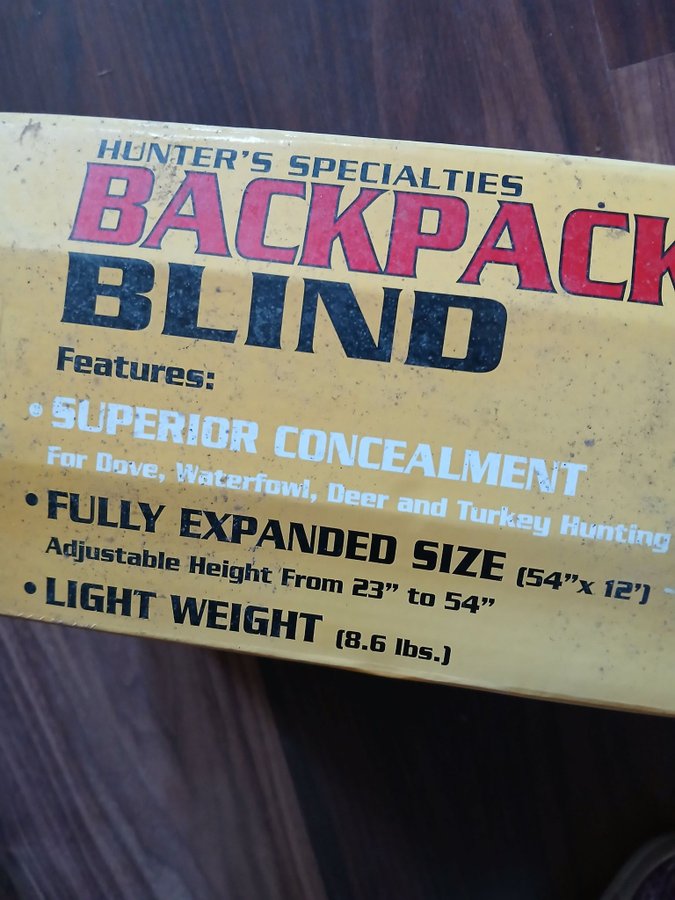 HUNTER'S SPECIALTIES
BACKPACK
BLIND
Features:
• SUPERIOR CONCEALMENT
For Dove, Waterfowl, Deer and Turkey Hunting
• FULLY EXPANDED SIZE (54”x 12’) -
Adjustable Height From 23” to 54”
• LIGHT WEIGHT (8.6 lbs.)